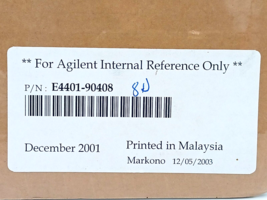 ** For Agilent Internal Reference Only **
P/N: E4401-90408
December 2001 Printed in Malaysia
Markono 12/05/2003